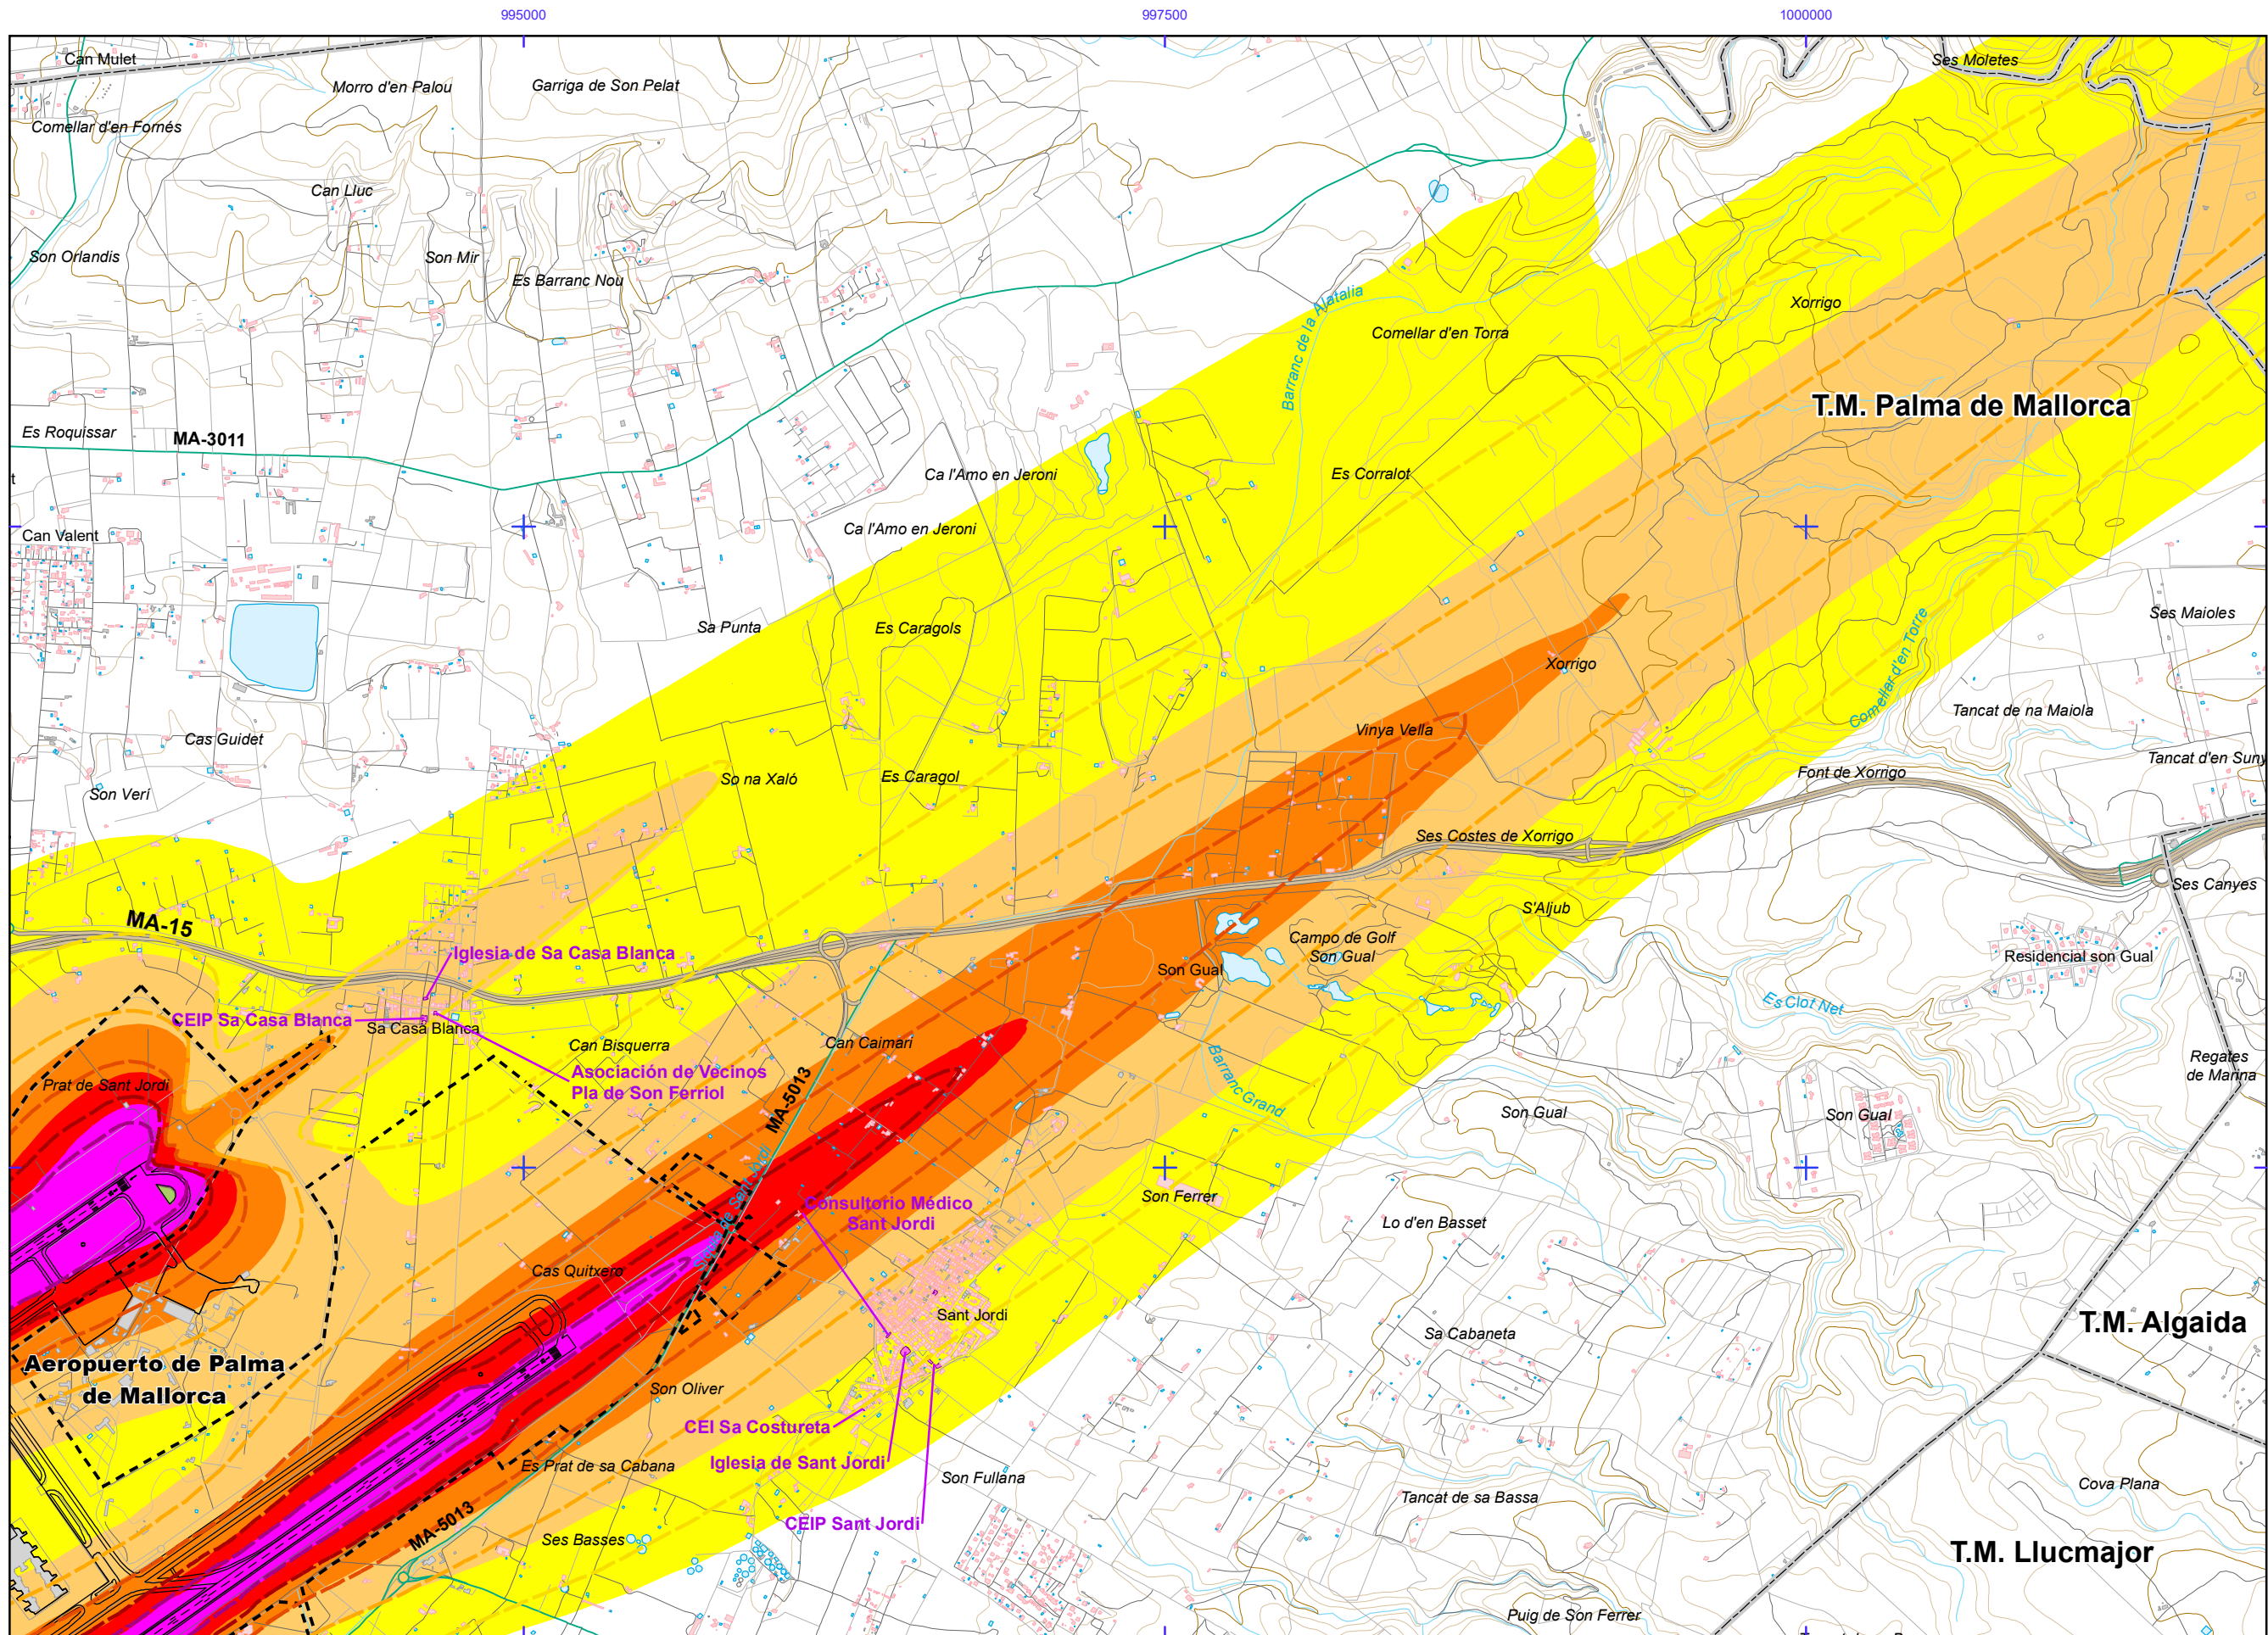 995000
997500
1000000
Can Mulet
Ses Moletes
Morro d'en Palou
Garriga de Son Pelat
Comellar d'en Fornés
Can Lluc
Son Orlandis
Son Mir
Es Barranc Nou
Barranc de la Ajatalia
Xorrigo
Comellar d'en Torra
T.M. Palma de Mallorca
Es Roquissar
MA-3011
Ca l'Amo en Jeroni
Es Corralot
t
Can Valent
Ca l'Amo en Jeroni
Sa Punta
Es Caragols
Ses Maioles
Xorrigo
Comellar d'en Torre
Tancat de na Maiola
Cas Guidet
Vinya Vella
Tancat d'en Suny
Son Verí
So na Xaló
Es Caragol
Font de Xorrigo
Ses Costes de Xorrigo
Ses Canyes
MA-15
S'Aljub
Iglesia de Sa Casa Blanca
Campo de Golf
Son Gual
Son Gual
Residencial son Gual
Es Clot Net
CEIP Sa Casa Blanca
Sa Casa Blanca
Can Bisquerra
Can Caimarí
Asociación de Vecinos
Pla de Son Ferriol
MA-5013
Barranc Grand
Regates
de Marina
Prat de Sant Jordi
Son Gual
Son Gual
de Sant Jordi
Consultorio Médico
Sant Jordi
Son Ferrer
Lo d'en Basset
Cas Quitxero
Sant Jordi
Sa Cabaneta
T.M. Algaida
Aeropuerto de Palma
de Mallorca
Son Oliver
CEI Sa Costureta
Iglesia de Sant Jordi
Es Prat de sa Cabana
Son Fullana
Tancat de sa Bassa
Cova Plana
MA-5013
CEIP Sant Jordi
Ses Basses
T.M. Llucmajor
Puig de Son Ferrer